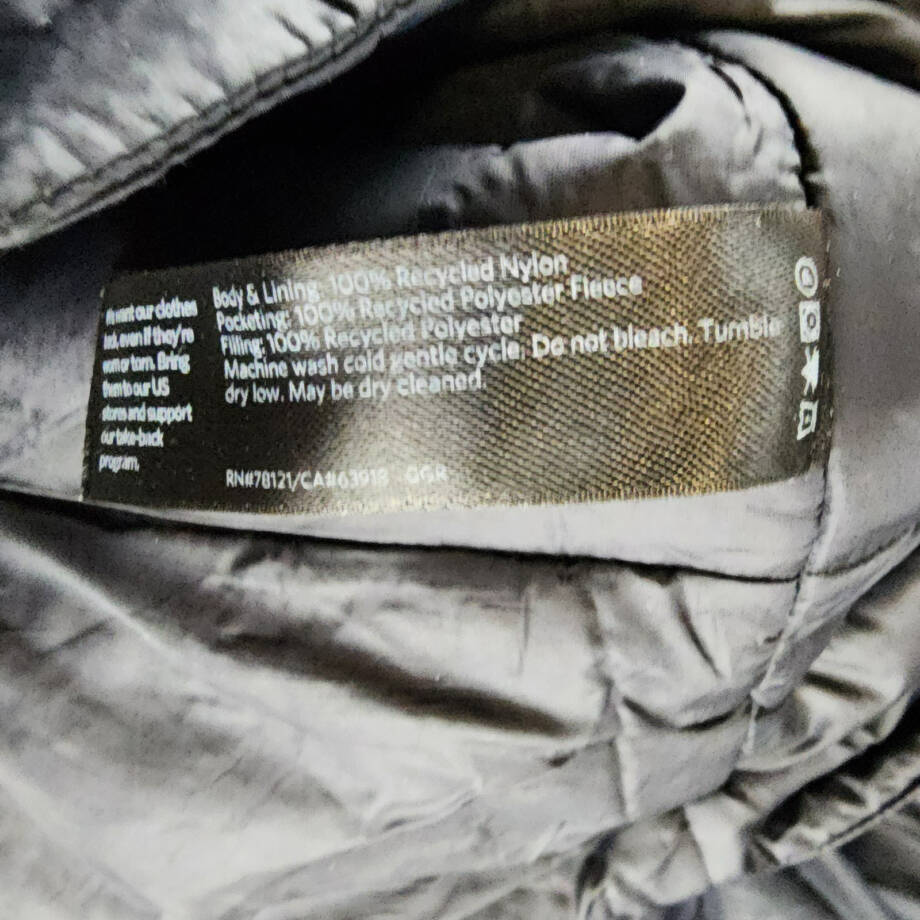 We want our clothes
back, even if they're
worn or torn. Bring
them to our US
stores and support
our take-back
program.
Body & Lining: 100% Recycled Nylon
Pocketing: 100% Recycled Polyester Fleece
Filling: 100% Recycled Polyester
Machine wash cold gentle cycle. Do not bleach. Tumble
dry low. May be dry cleaned.
RN#78121/CA#63918 GGR